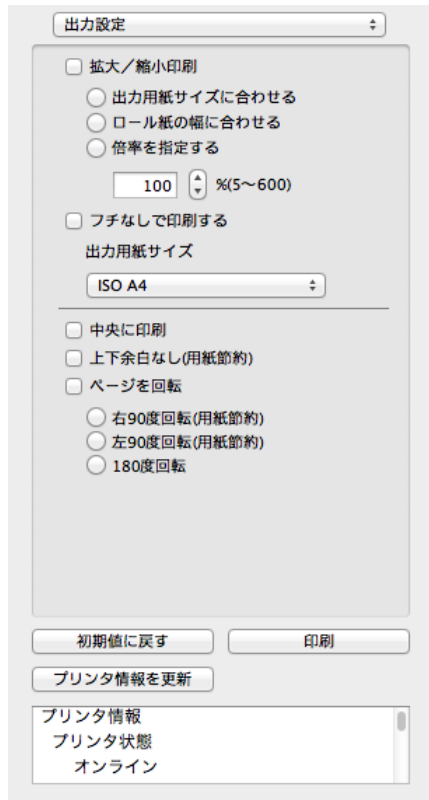 出力設定
拡大／縮小印刷
出力用紙サイズに合わせる
ロール紙の幅に合わせる
倍率を指定する
100 %(5〜600)
フチなしで印刷する
出力用紙サイズ
ISO A4
中央に印刷
上下余白なし(用紙節約)
ページを回転
右90度回転(用紙節約)
左90度回転(用紙節約)
180度回転
初期値に戻す 印刷
プリンタ情報を更新
プリンタ情報
プリンタ状態
オンライン